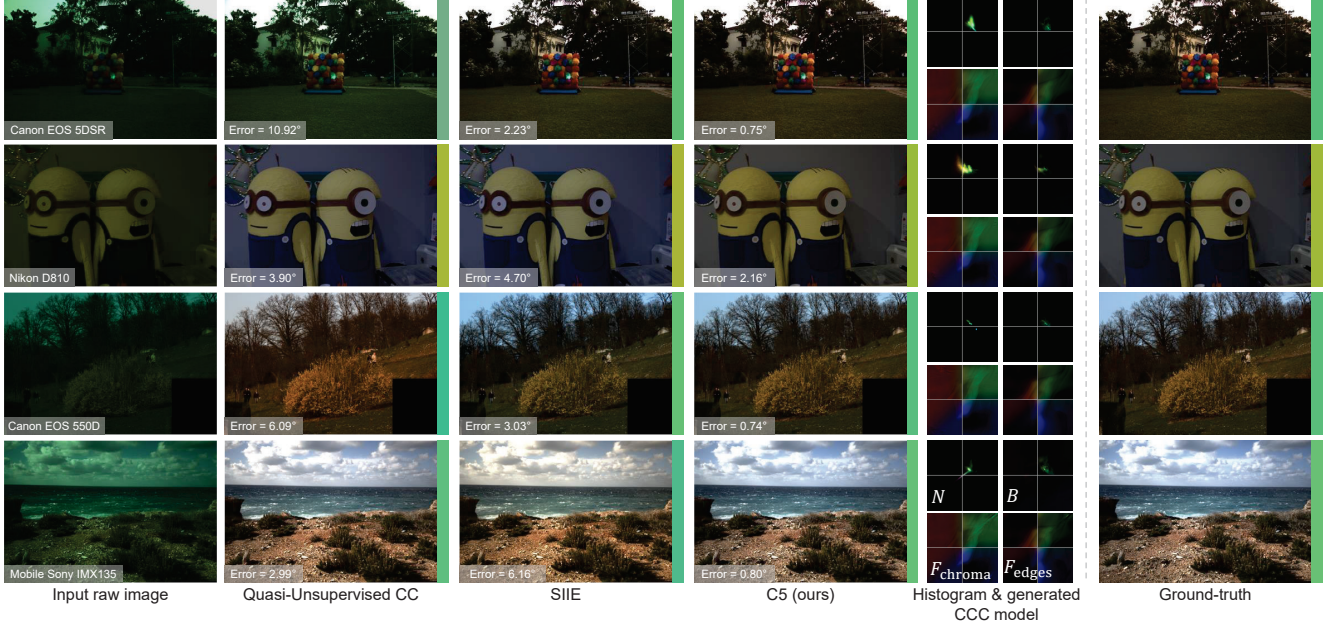 Canon EOS 5DSR
Error = 10.92°
Error = 2.23°
Error = 0.75°
Nikon D810
Error = 3.90°
Error = 4.70°
Error = 2.16°
Canon EOS 550D
Error = 6.09°
Error = 3.03°
Error = 0.74°
N B
Mobile Sony IMX135
Error = 2.99°
Error = 6.16°
Error = 0.80°
Fchroma Fedges
Input raw image
Quasi-Unsupervised CC
SIIE
C5 (ours)
Histogram & generated
CCC model
Ground-truth